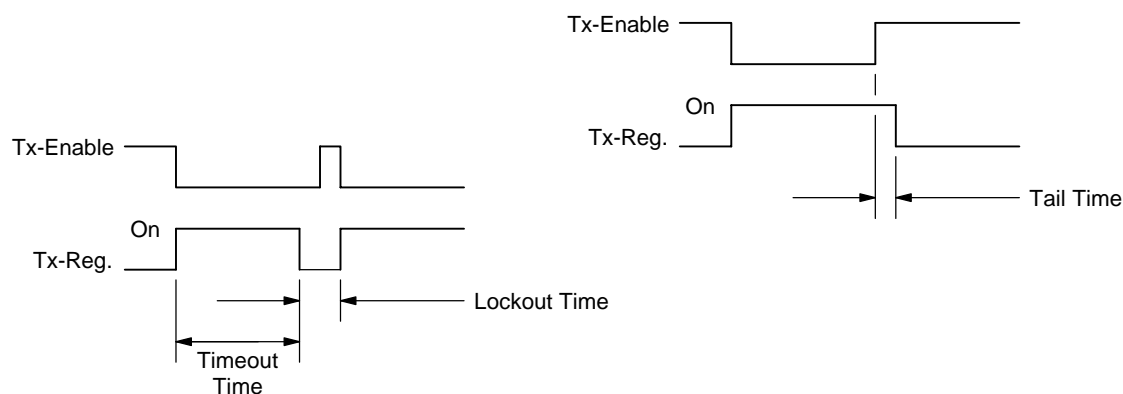 Tx-Enable
On
Tx-Reg.
Lockout Time
Timeout
Time
Tx-Enable
On
Tx-Reg.
Tail Time